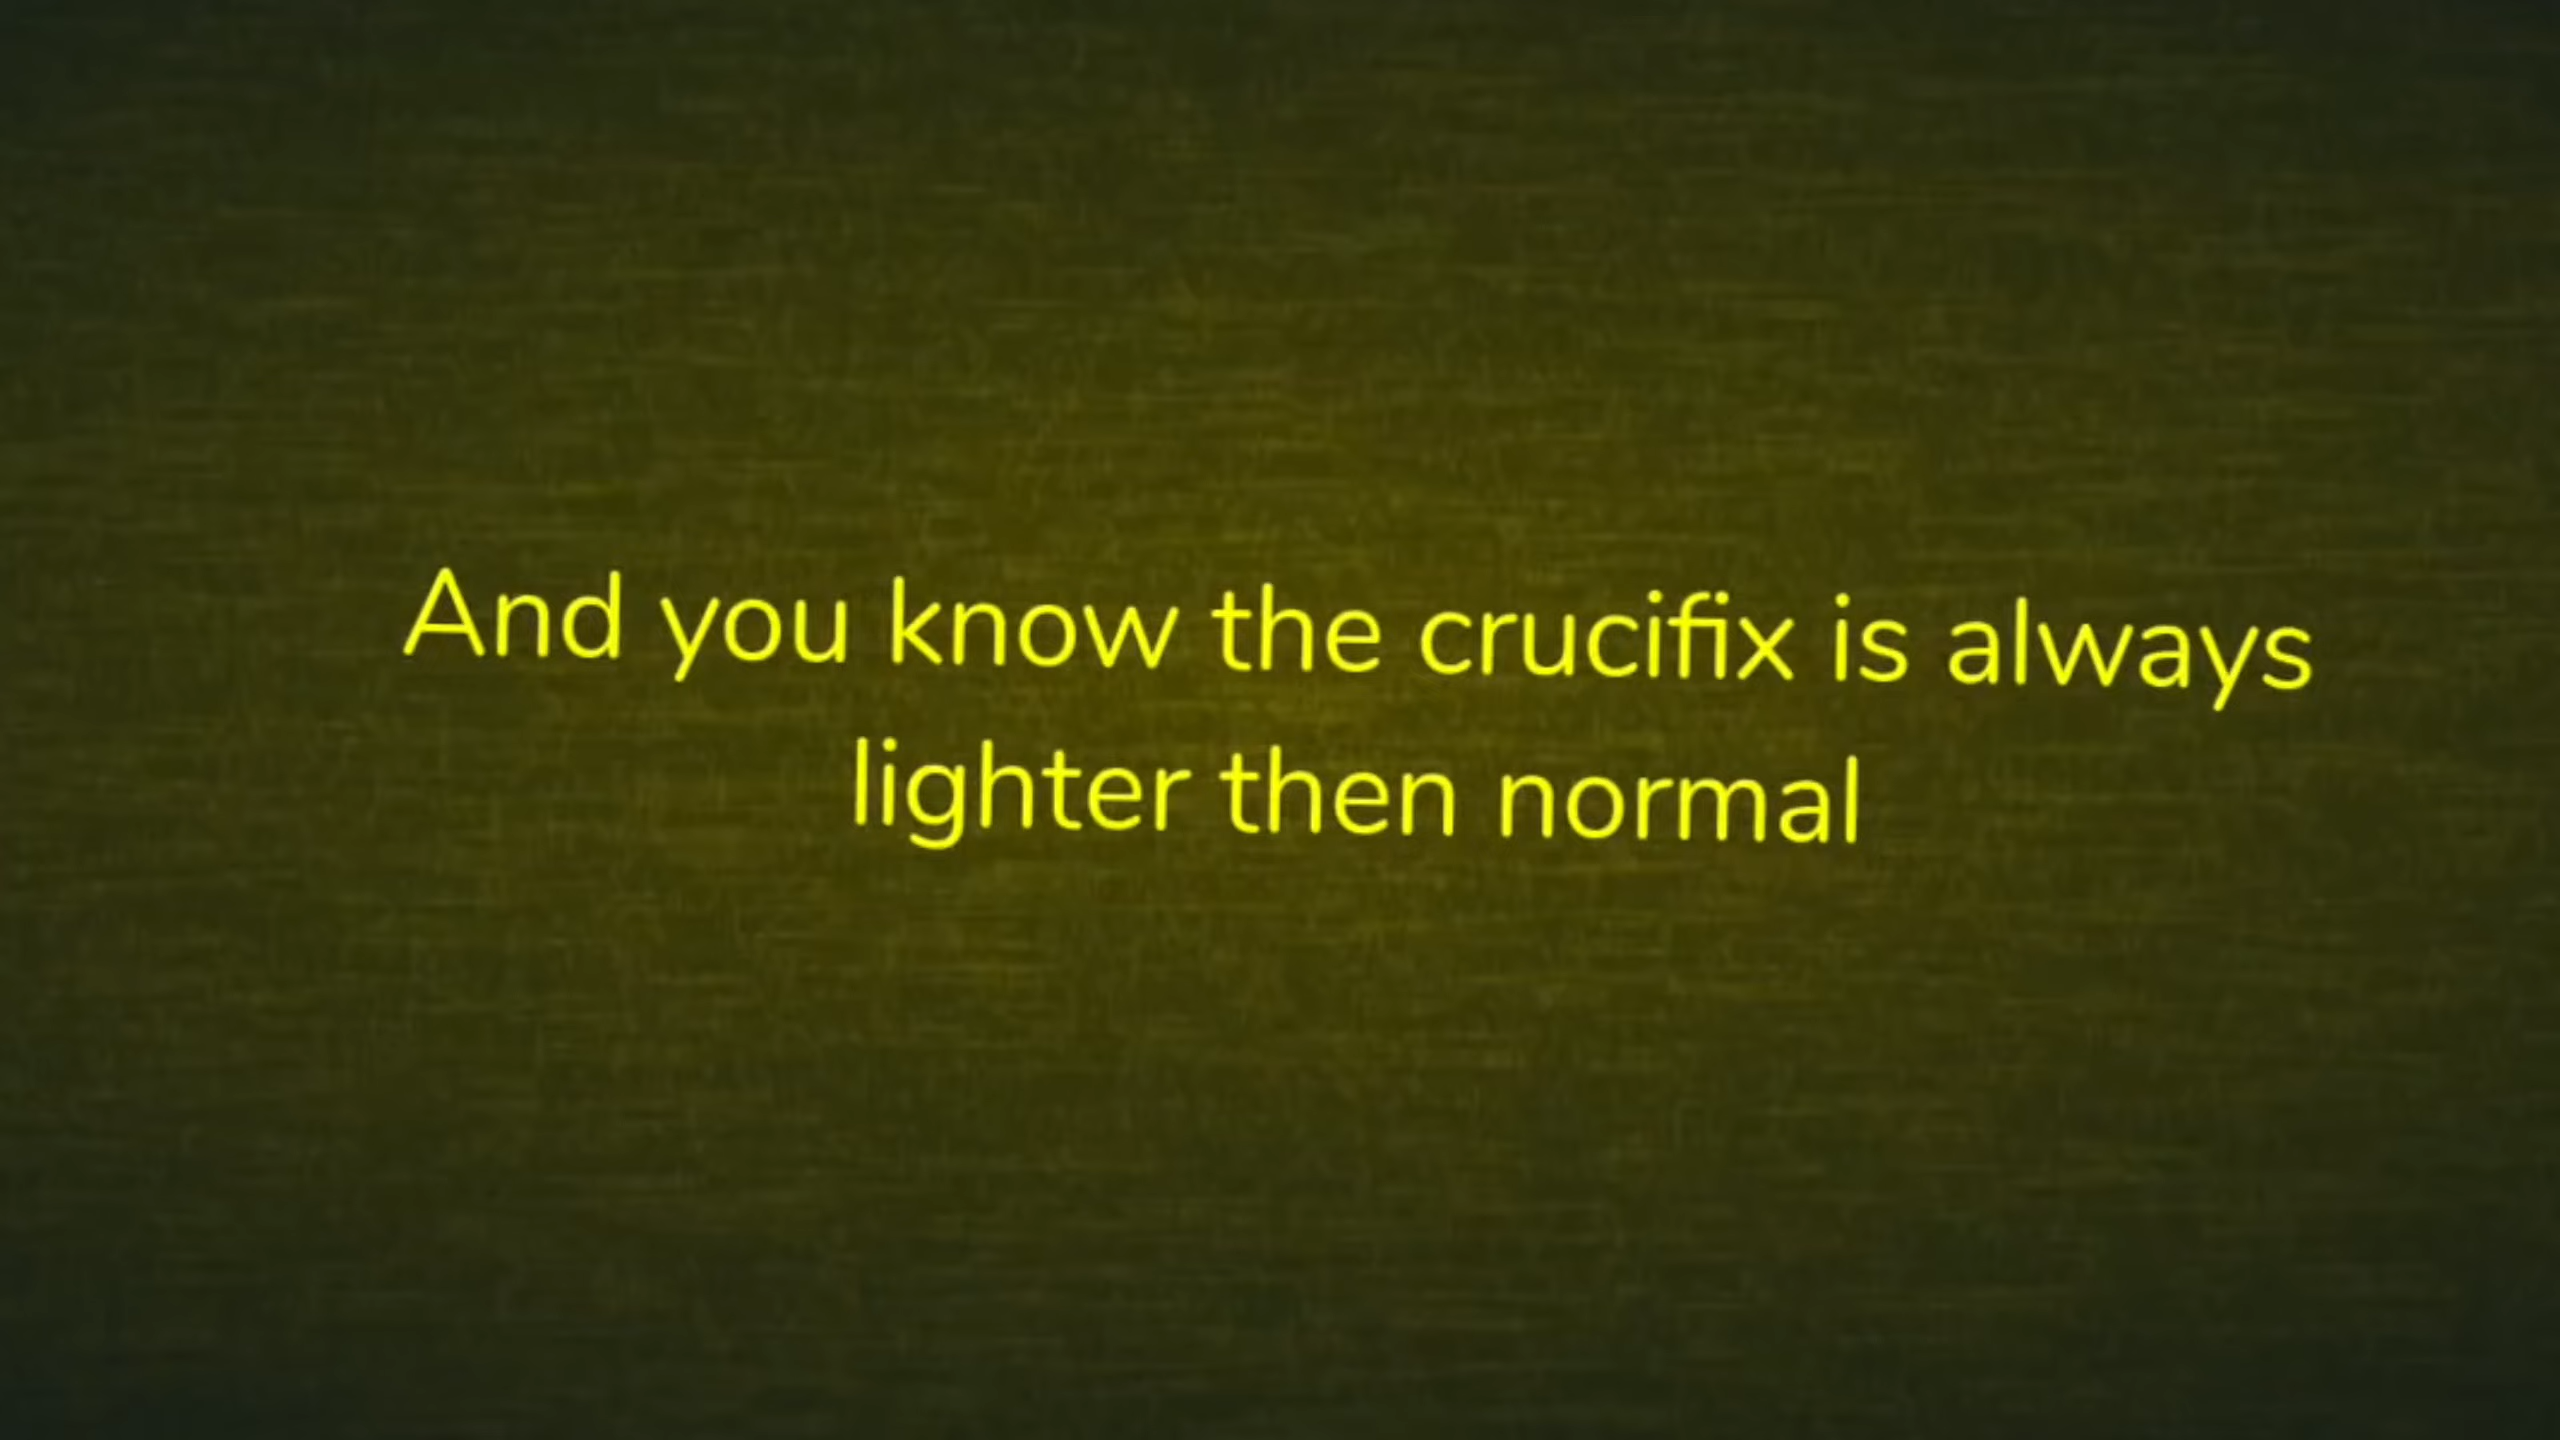 And you know the crucifix is always
lighter then normal